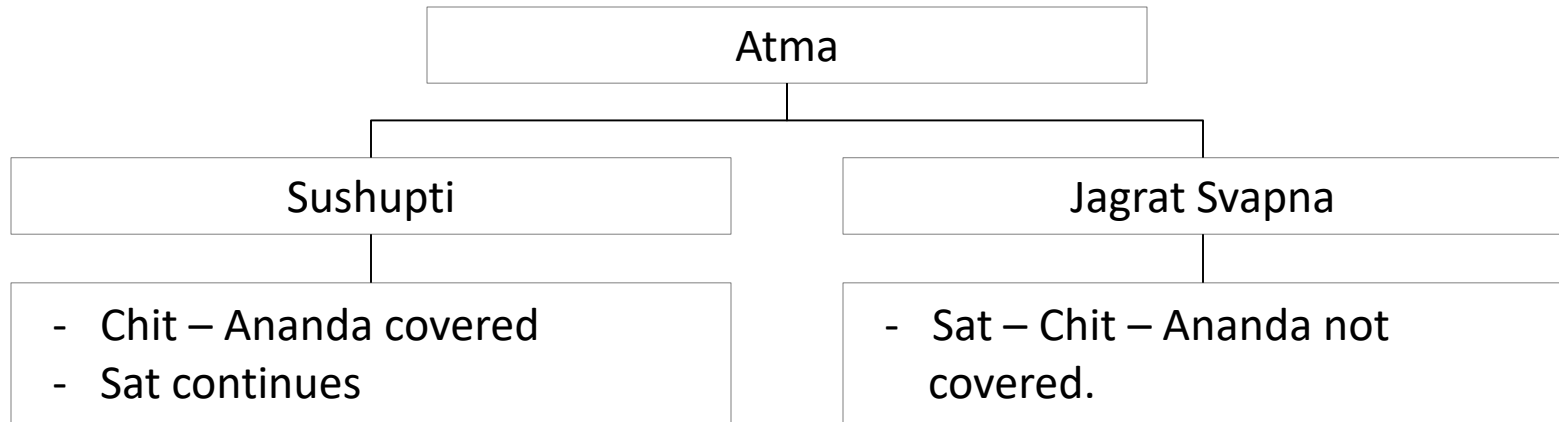 Atma
Sushupti
Jagrat Svapna
- Chit – Ananda covered
- Sat continues
- Sat – Chit – Ananda not
covered.